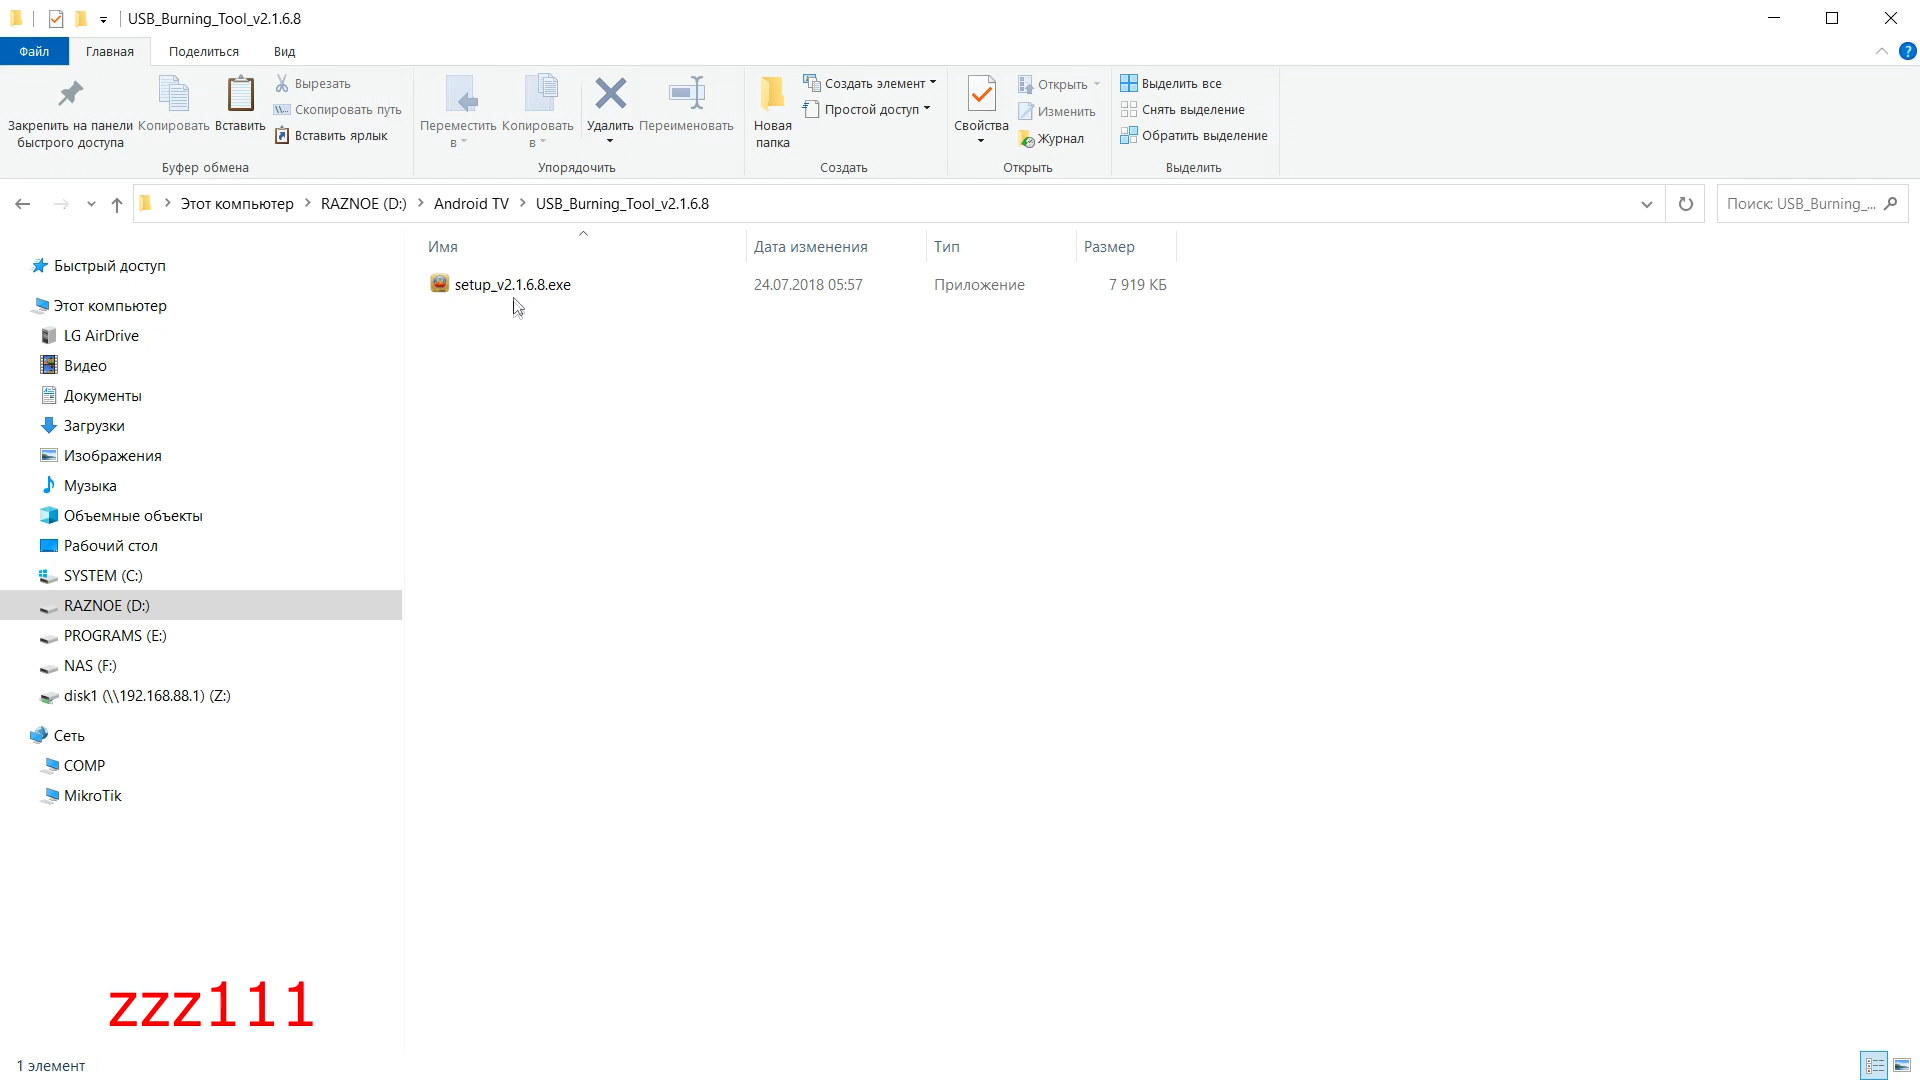 USB_Burning_Tool_v2.1.6.8
Файл
Главная
Поделиться
Вид
Закрепить на панели
быстрого доступа
Копировать
Вставить
Вырезать
Скопировать путь
Вставить ярлык
Буфер обмена
Переместить
в
Копировать
в
Удалить
Переименовать
Упорядочить
Новая
папка
Создать элемент
Простой доступ
Создать
Свойства
Открыть
Изменить
Журнал
Открыть
Выделить все
Снять выделение
Обратить выделение
Выделить
Этот компьютер > RAZNOE (D:) > Android TV > USB_Burning_Tool_v2.1.6.8
Поиск: USB_Burning_...
Имя
Дата изменения
Тип
Размер
setup_v2.1.6.8.exe
24.07.2018 05:57
Приложение
7 919 КБ
Быстрый доступ
Этот компьютер
LG AirDrive
Видео
Документы
Загрузки
Изображения
Музыка
Объемные объекты
Рабочий стол
SYSTEM (C:)
RAZNOE (D:)
PROGRAMS (E:)
NAS (F:)
disk1 (\\192.168.88.1) (Z:)
Сеть
COMP
MikroTik
zzz111
1 элемент